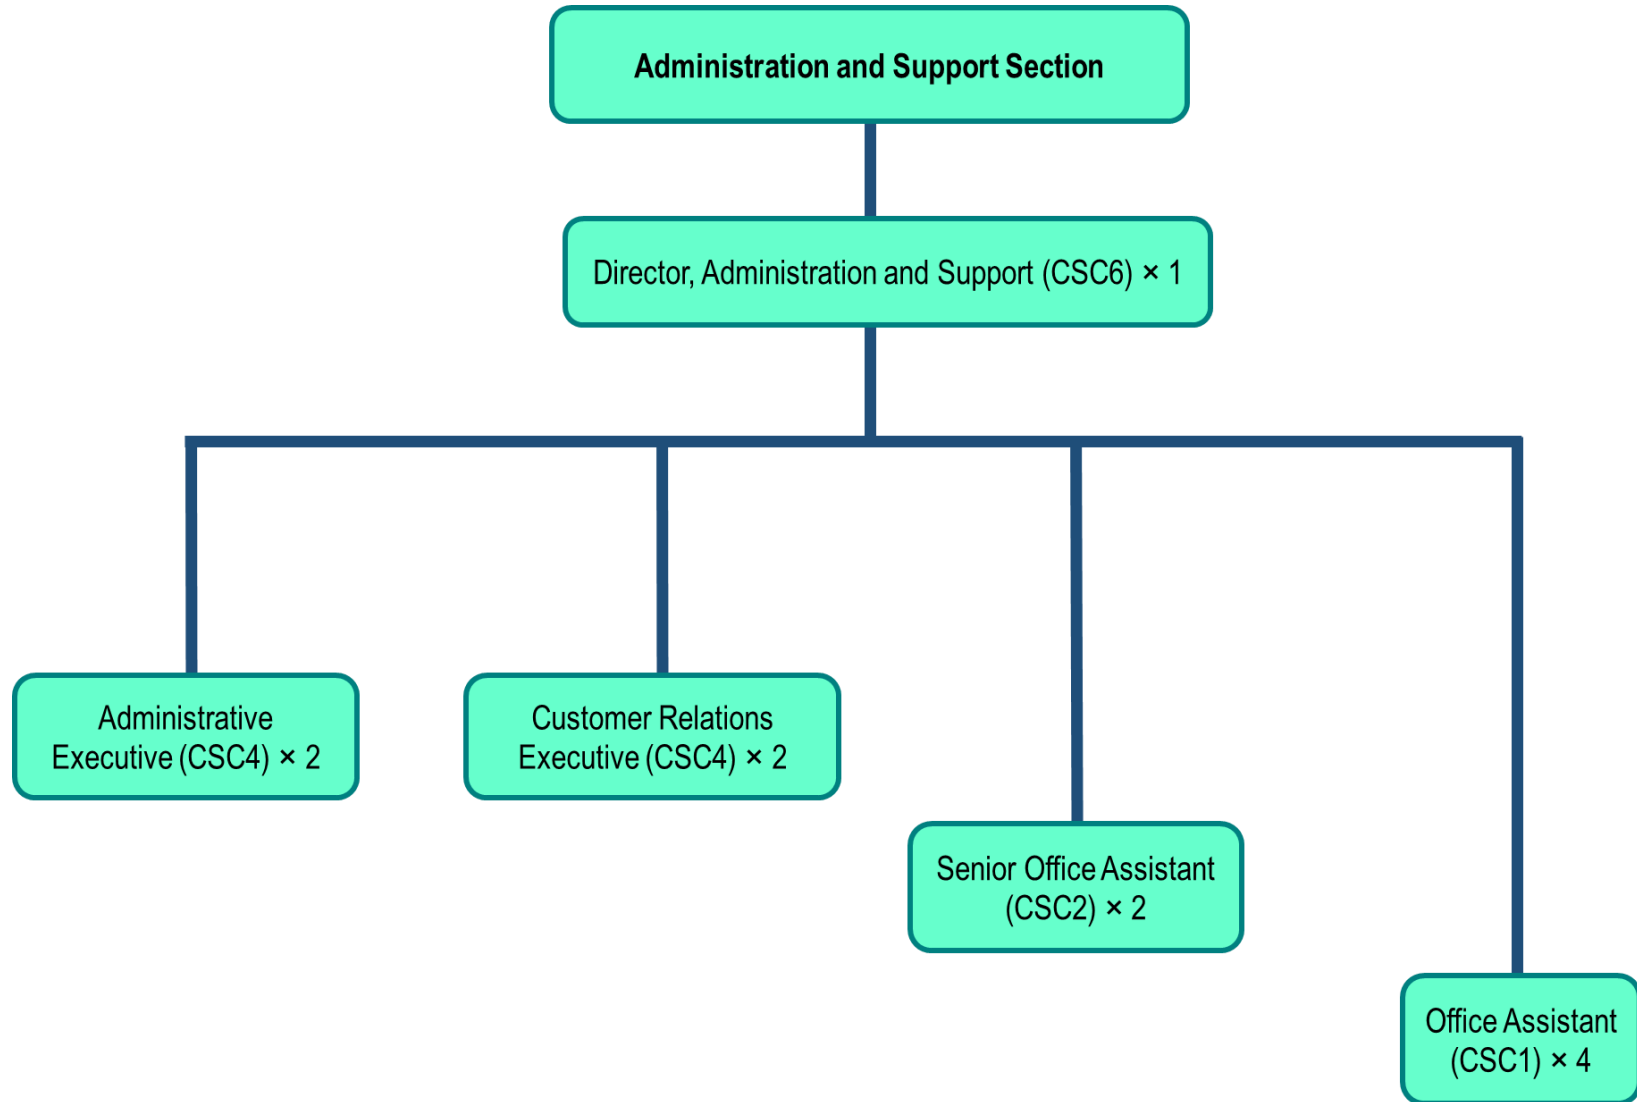 Administration and Support Section
Director, Administration and Support (CSC6) × 1
Administrative
Executive (CSC4) × 2
Customer Relations
Executive (CSC4) × 2
Senior Office Assistant
(CSC2) × 2
Office Assistant
(CSC1) × 4